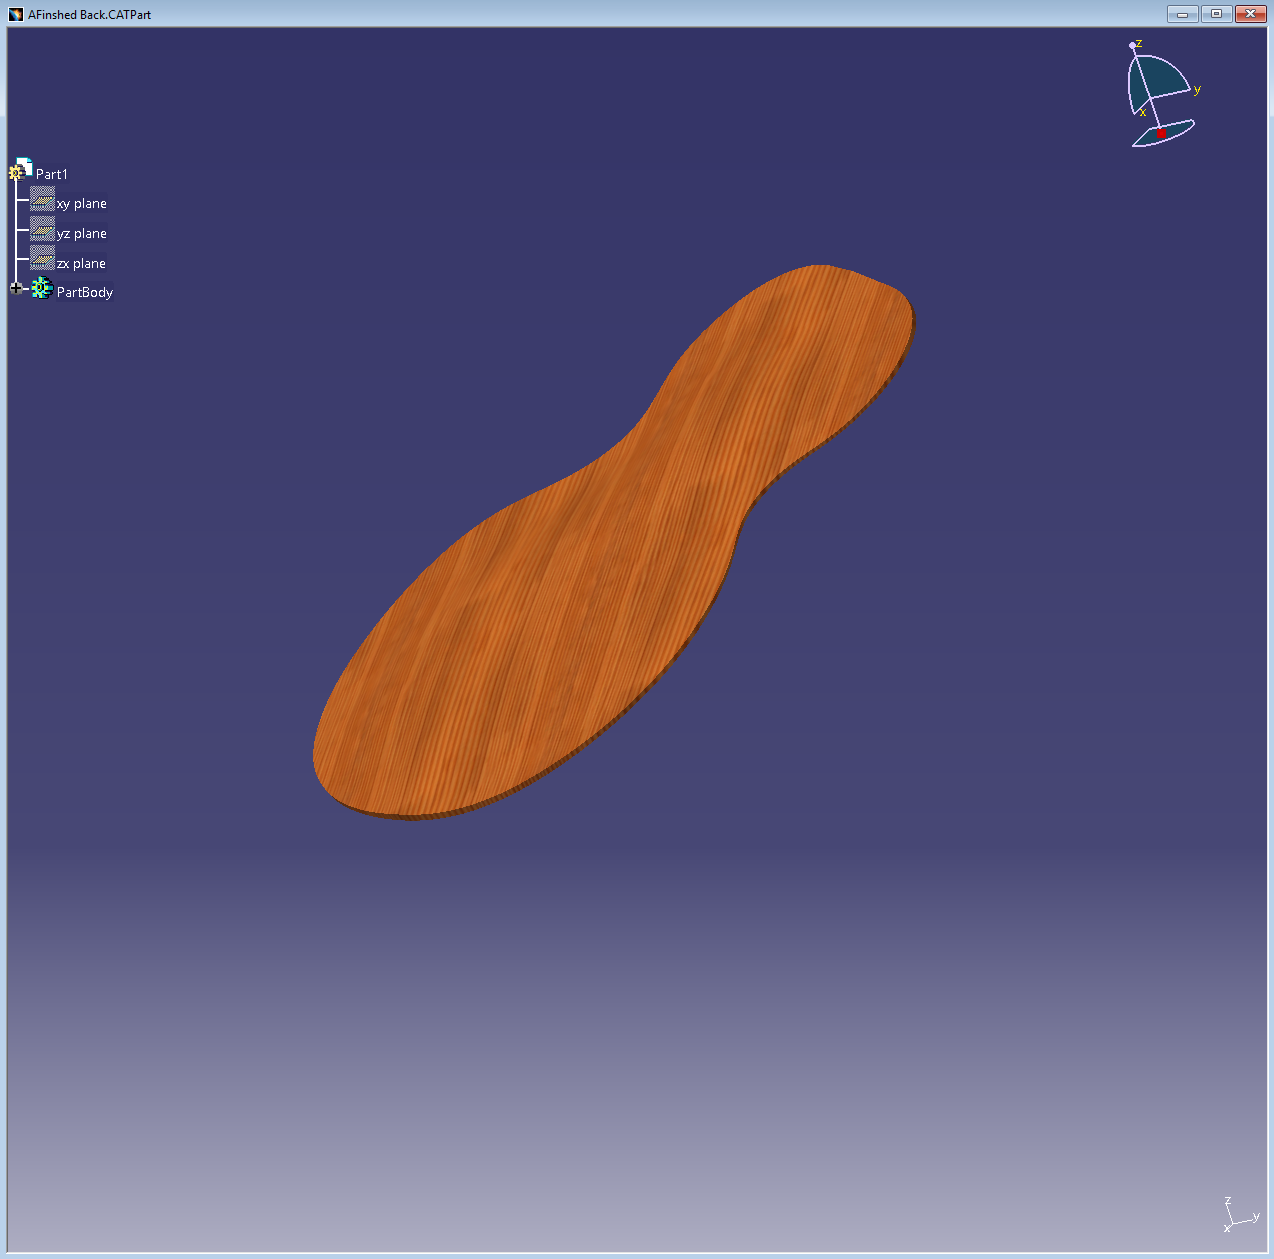 AFinshed Back.CATPart
z
y
x
Part1
xy plane
yz plane
zx plane
PartBody
z
y
x